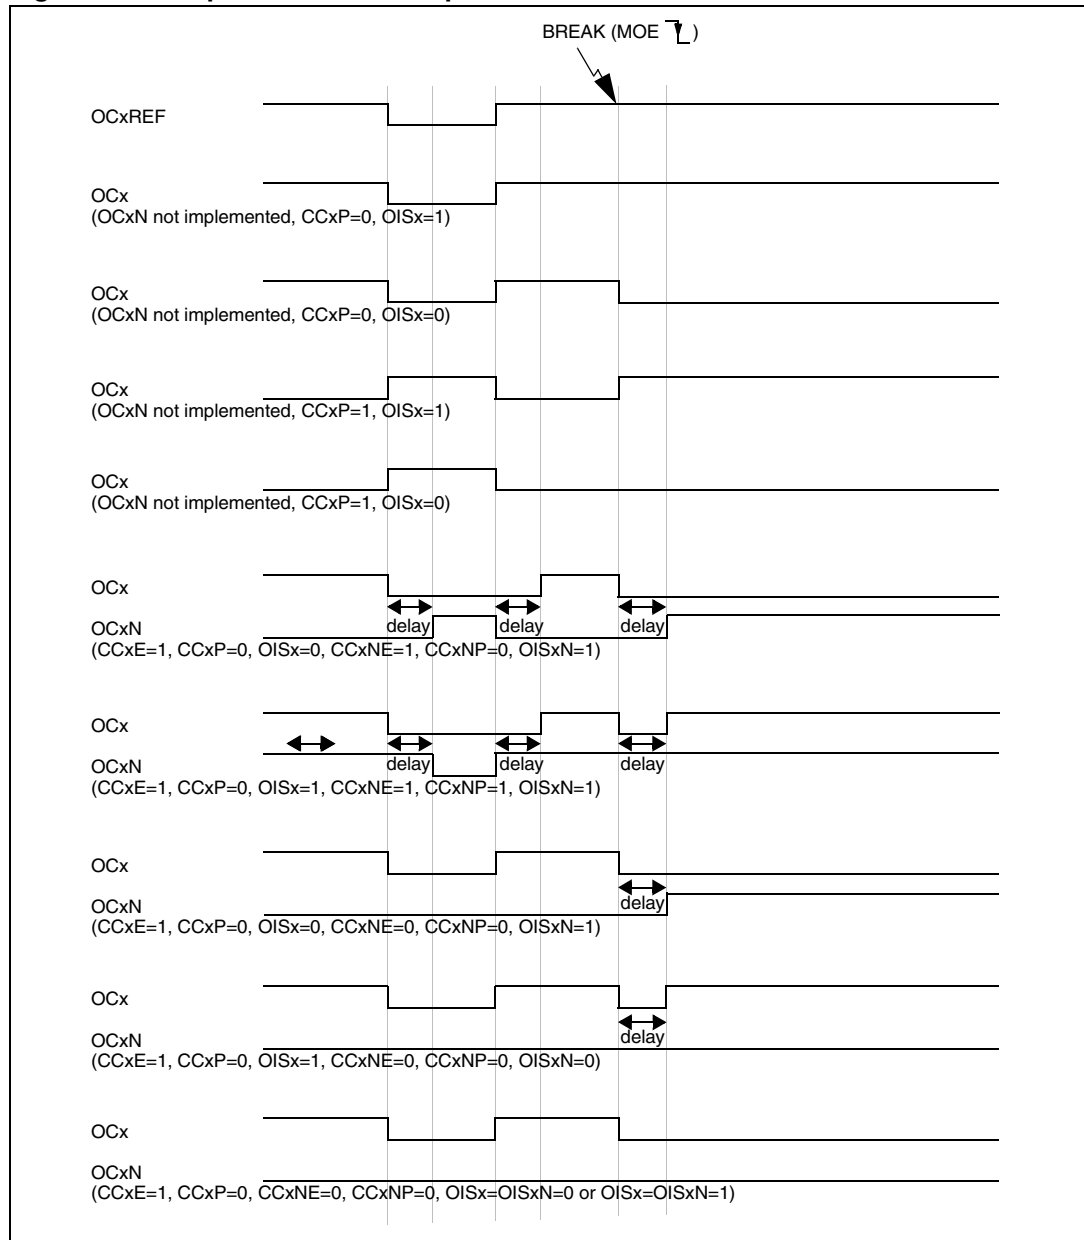 BREAK (MOE )
OCxREF
OCx
(OCxN not implemented, CCxP=0, OISx=1)
OCx
(OCxN not implemented, CCxP=0, OISx=0)
OCx
(OCxN not implemented, CCxP=1, OISx=1)
OCx
(OCxN not implemented, CCxP=1, OISx=0)
OCx
delay delay delay
OCxN
(CCxE=1, CCxP=0, OISx=0, CCxNE=1, CCxNP=0, OISxN=1)
OCx
delay delay delay
OCxN
(CCxE=1, CCxP=0, OISx=1, CCxNE=1, CCxNP=1, OISxN=1)
OCx
delay
OCxN
(CCxE=1, CCxP=0, OISx=0, CCxNE=0, CCxNP=0, OISxN=1)
OCx
delay
OCxN
(CCxE=1, CCxP=0, OISx=1, CCxNE=0, CCxNP=0, OISxN=0)
OCx
OCxN
(CCxE=1, CCxP=0, CCxNE=0, CCxNP=0, OISx=OISxN=0 or OISx=OISxN=1)